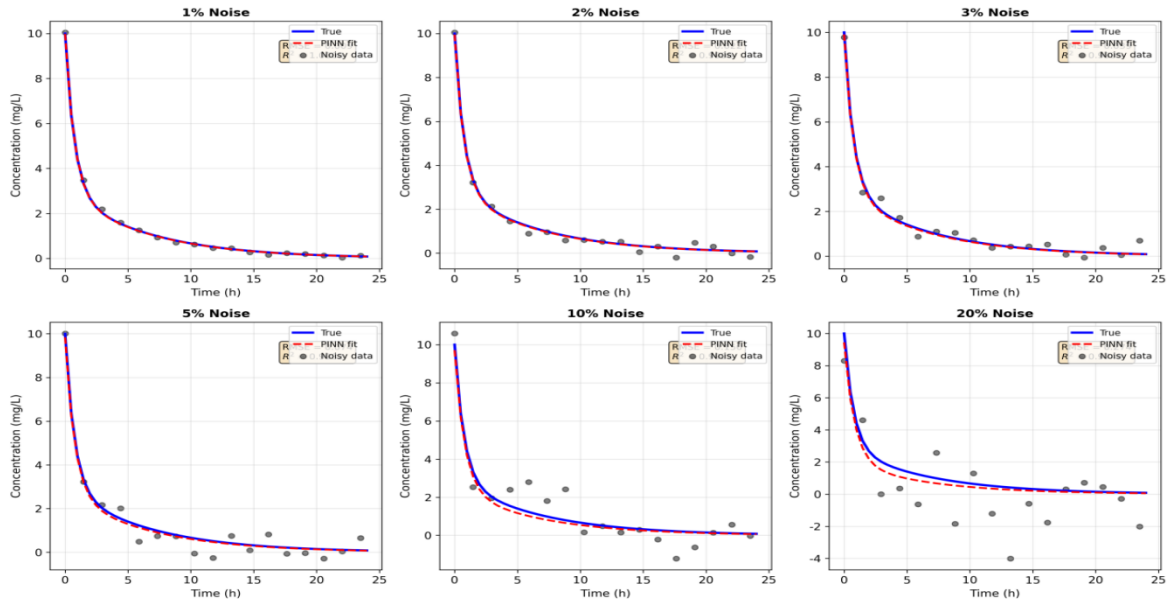 1% Noise
True
PINN fit
Noisy data
Concentration (mg/L)
10
8
6
4
2
0
0
5
10
15
20
25
Time (h)
2% Noise
True
PINN fit
Noisy data
Concentration (mg/L)
10
8
6
4
2
0
0
5
10
15
20
25
Time (h)
3% Noise
True
PINN fit
Noisy data
Concentration (mg/L)
10
8
6
4
2
0
0
5
10
15
20
25
Time (h)
5% Noise
True
PINN fit
Noisy data
Concentration (mg/L)
10
8
6
4
2
0
0
5
10
15
20
25
Time (h)
10% Noise
True
PINN fit
Noisy data
Concentration (mg/L)
10
8
6
4
2
0
0
5
10
15
20
25
Time (h)
20% Noise
True
PINN fit
Noisy data
Concentration (mg/L)
10
8
6
4
2
0
-2
-4
0
5
10
15
20
25
Time (h)